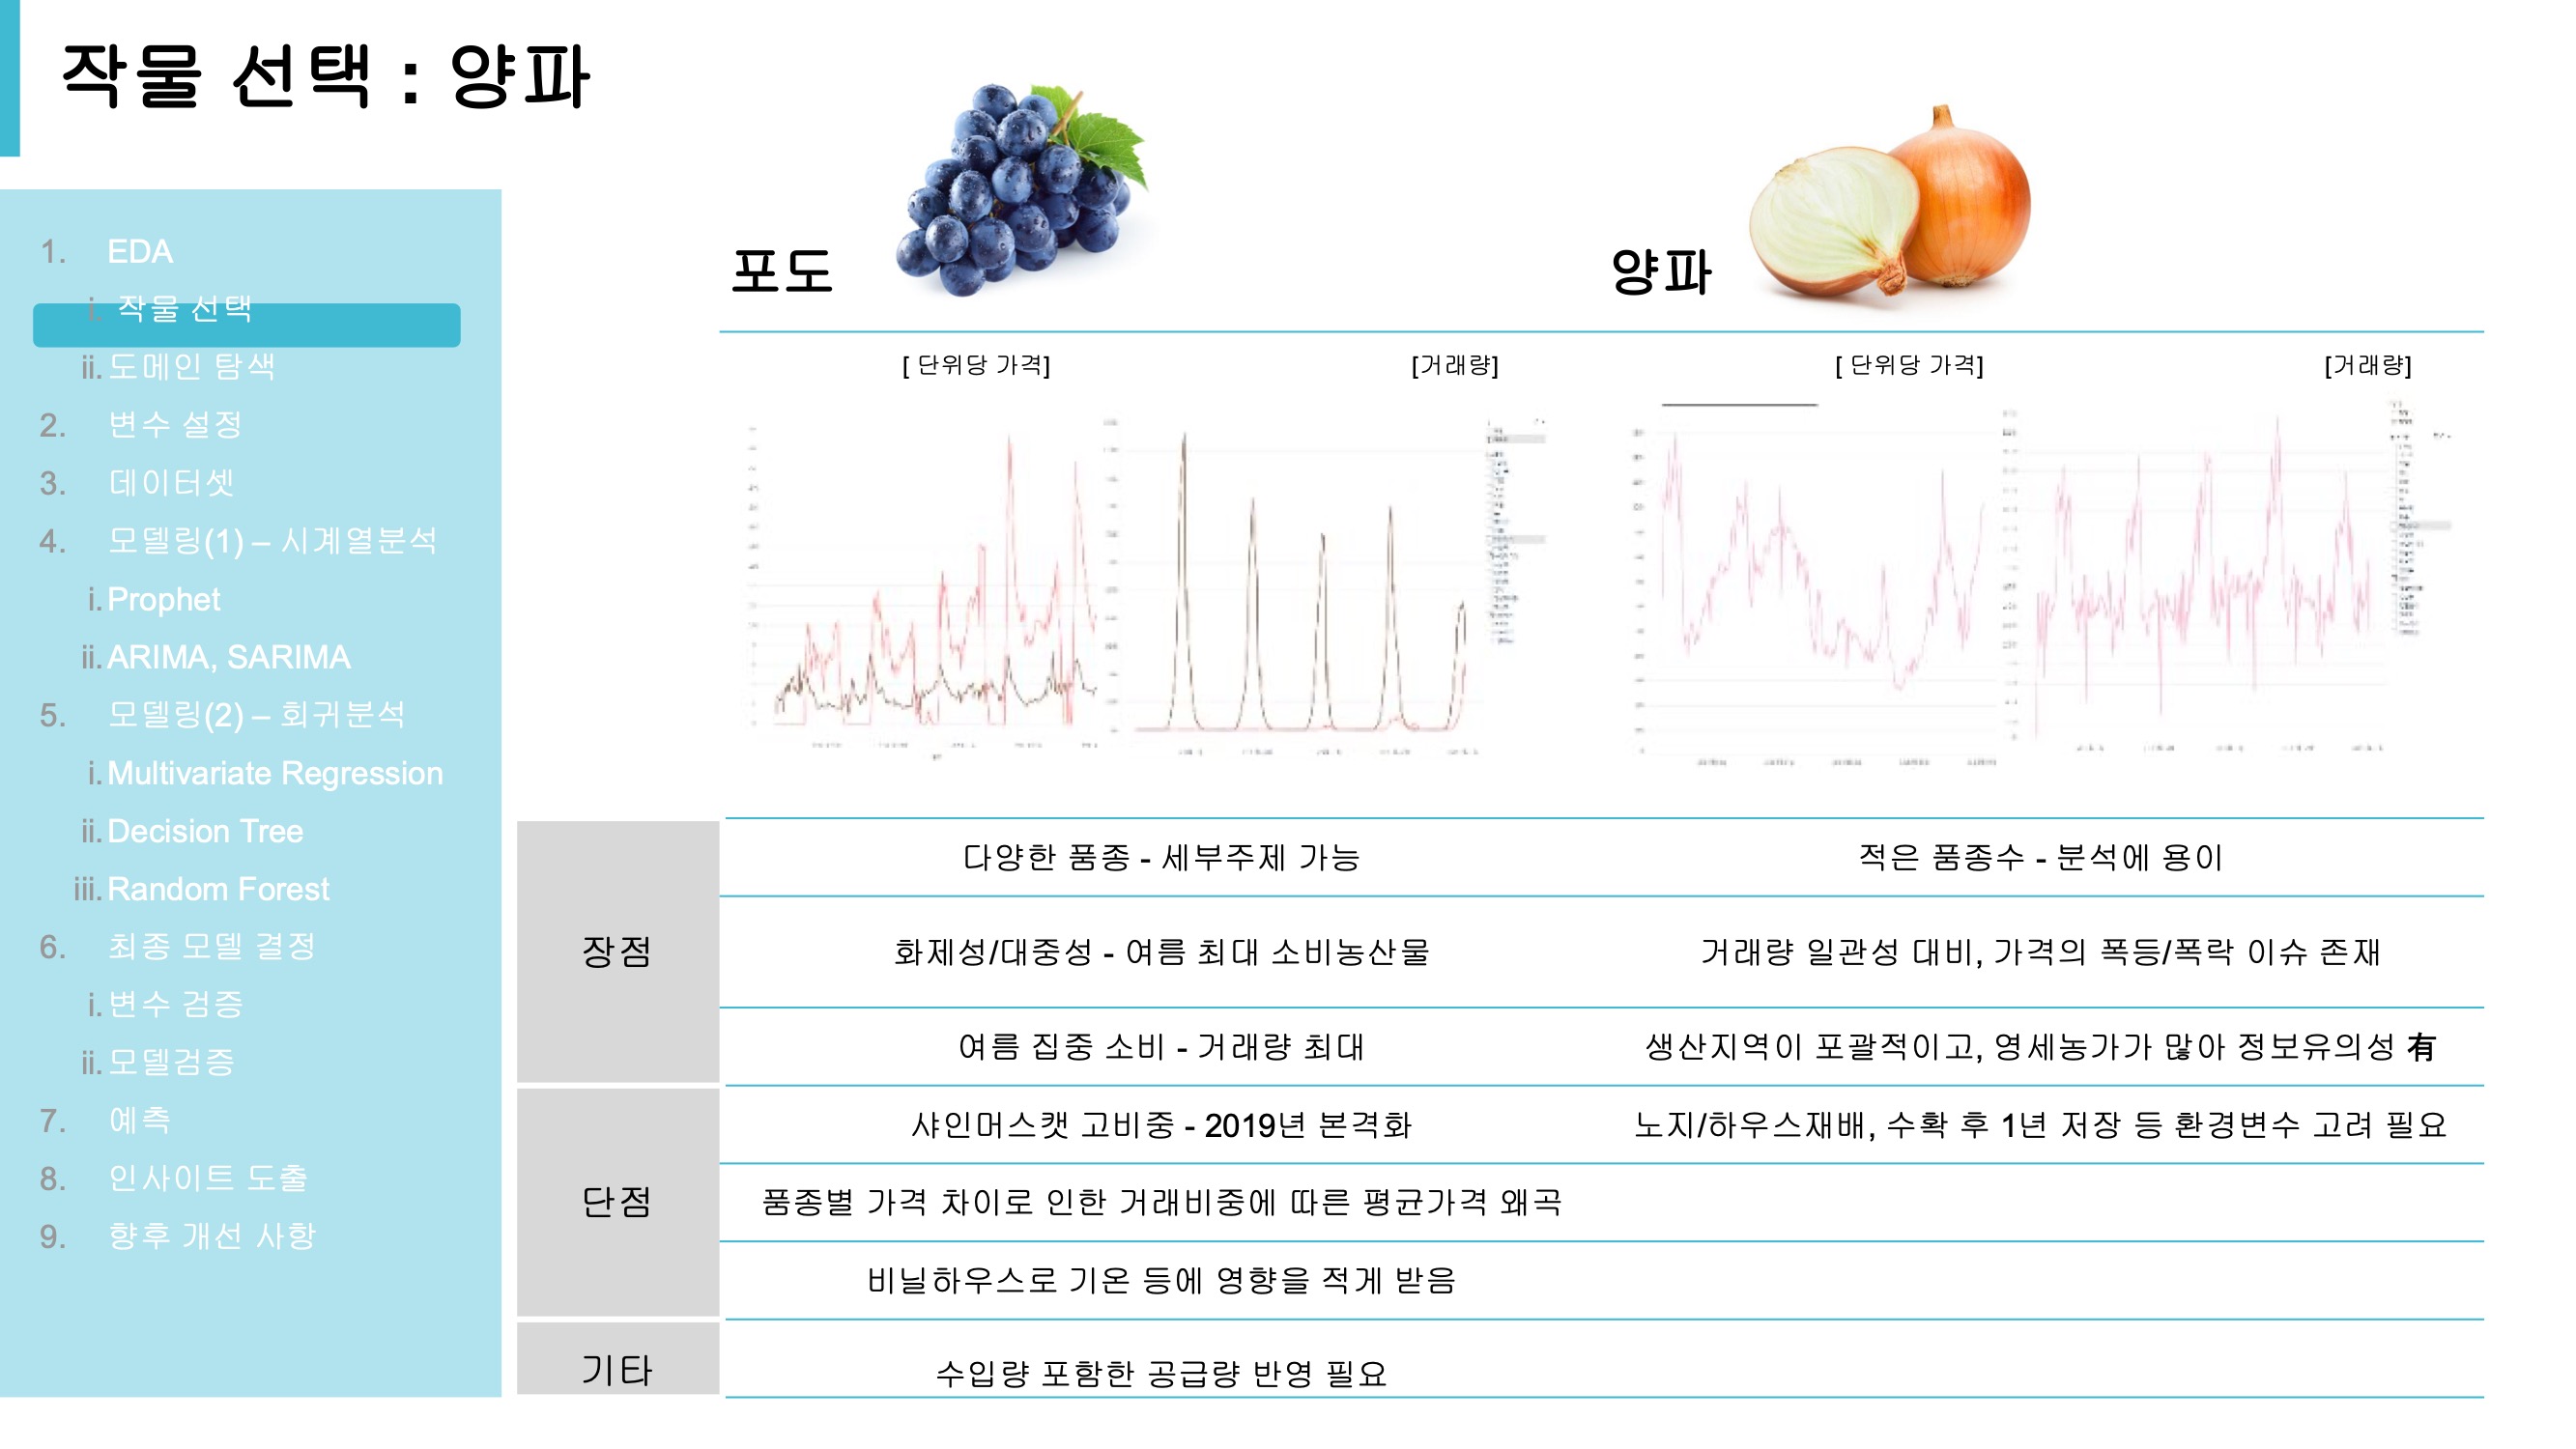 작물 선택 : 양파
1. EDA
i. 작물 선택
ii. 도메인 탐색
2. 변수 설정
3. 데이터셋
4. 모델링(1) – 시계열분석
i. Prophet
ii. ARIMA, SARIMA
5. 모델링(2) – 회귀분석
i. Multivariate Regression
ii. Decision Tree
iii. Random Forest
6. 최종 모델 결정
i. 변수 검증
ii. 모델검증
7. 예측
8. 인사이트 도출
9. 향후 개선 사항
포도
양파
[ 단위당 가격]
[거래량]
[ 단위당 가격]
[거래량]
장점
다양한 품종 - 세부주제 가능
적은 품종수 - 분석에 용이
화제성/대중성 - 여름 최대 소비농산물
거래량 일관성 대비, 가격의 폭등/폭락 이슈 존재
여름 집중 소비 - 거래량 최대
생산지역이 포괄적이고, 영세농가가 많아 정보유의성 有
단점
샤인머스캣 고비중 - 2019년 본격화
노지/하우스재배, 수확 후 1년 저장 등 환경변수 고려 필요
품종별 가격 차이로 인한 거래비중에 따른 평균가격 왜곡
비닐하우스로 기온 등에 영향을 적게 받음
기타
수입량 포함한 공급량 반영 필요